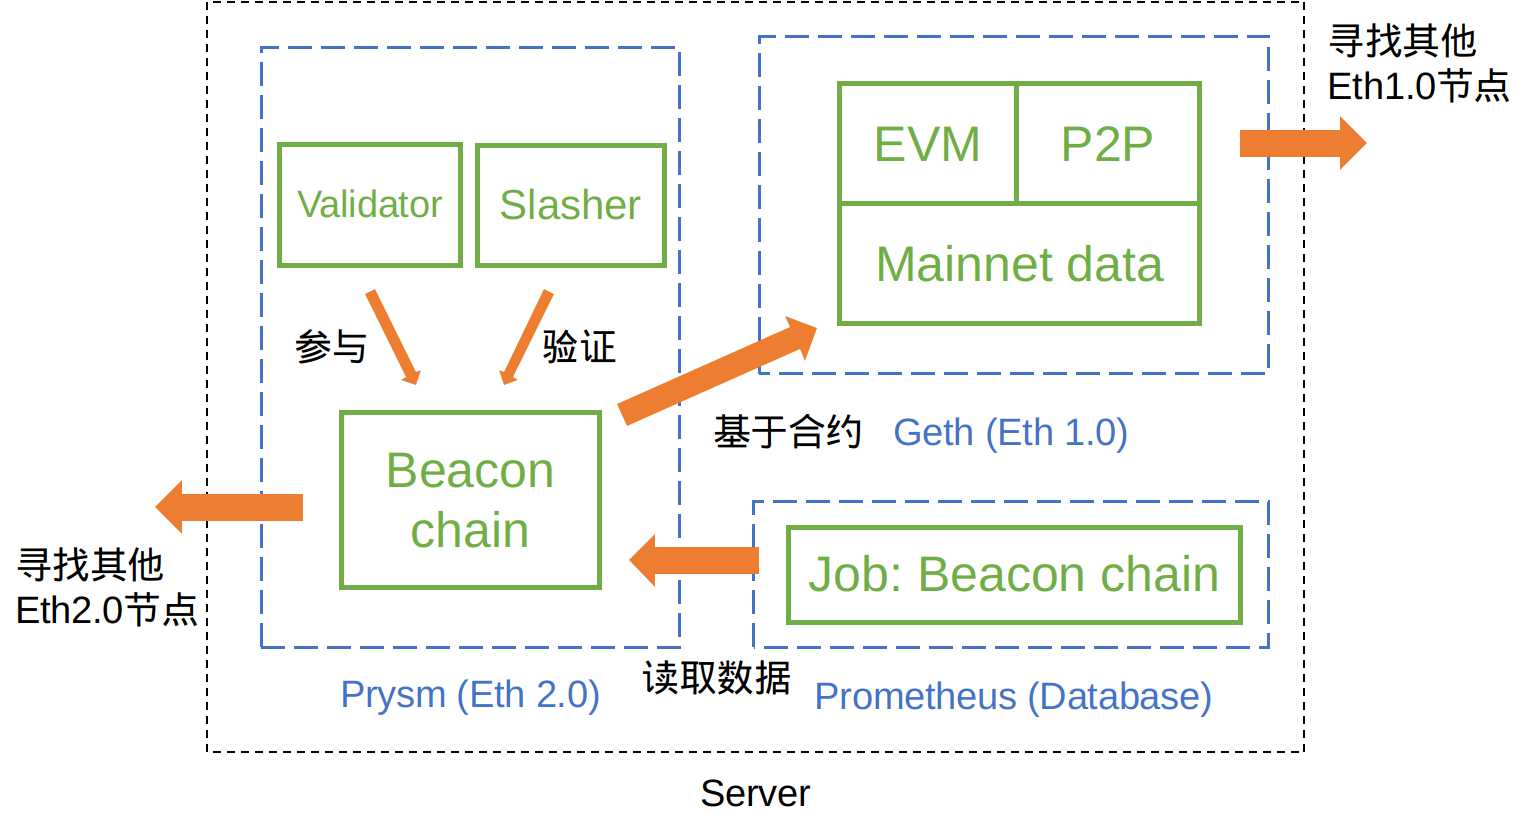 寻找其他
Eth1.0节点
EVM
P2P
Mainnet data
Validator
Slasher
参与
验证
基于合约
Geth (Eth 1.0)
Beacon
chain
Job: Beacon chain
寻找其他
Eth2.0节点
读取数据
Prysm (Eth 2.0)
Prometheus (Database)
Server